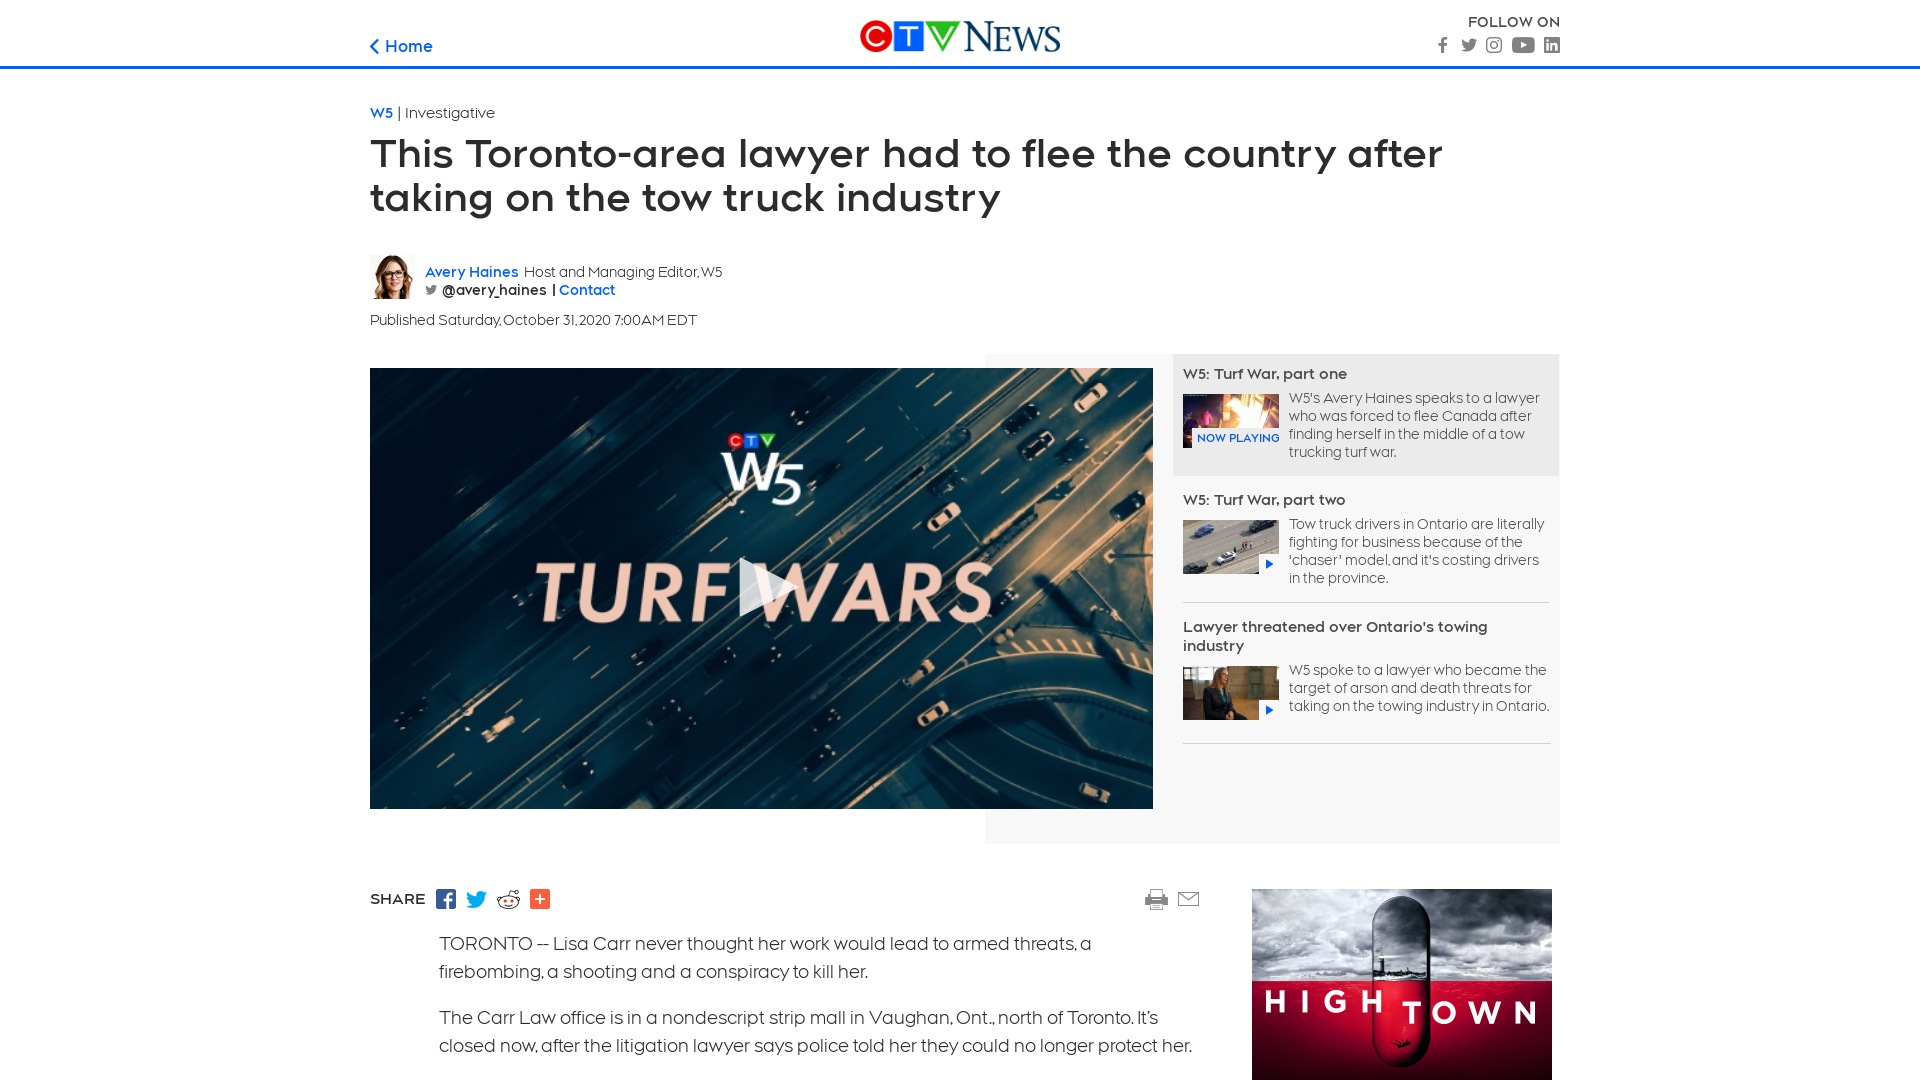 Home
CTV NEWS
FOLLOW ON
W5 | Investigative
This Toronto-area lawyer had to flee the country after
taking on the tow truck industry
Avery Haines Host and Managing Editor, W5
@avery_haines | Contact
Published Saturday, October 31, 2020 7:00AM EDT
CTV
W5
TURF WARS
W5: Turf War, part one
W5's Avery Haines speaks to a lawyer
who was forced to flee Canada after
finding herself in the middle of a tow
trucking turf war.
NOW PLAYING
W5: Turf War, part two
Tow truck drivers in Ontario are literally
fighting for business because of the
'chaser' model, and it's costing drivers
in the province.
Lawyer threatened over Ontario's towing
industry
W5 spoke to a lawyer who became the
target of arson and death threats for
taking on the towing industry in Ontario.
SHARE
TORONTO -- Lisa Carr never thought her work would lead to armed threats, a
firebombing, a shooting and a conspiracy to kill her.
The Carr Law office is in a nondescript strip mall in Vaughan, Ont., north of Toronto. It’s
closed now, after the litigation lawyer says police told her they could no longer protect her.
HIGHTOWN